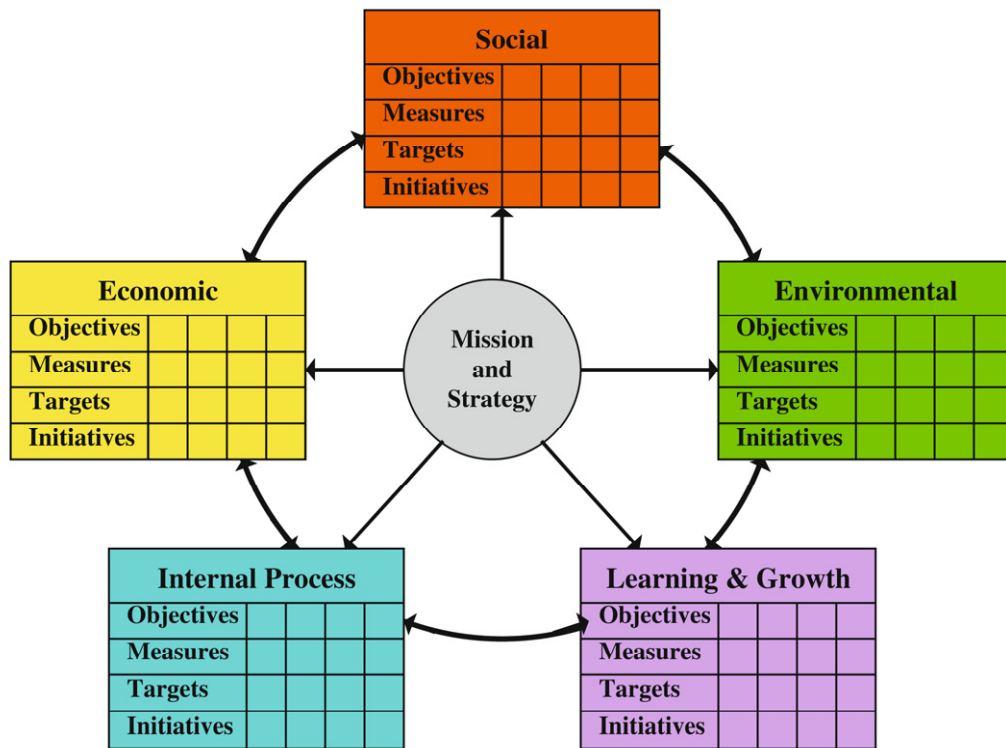 Social
Objectives
Measures
Targets
Initiatives
Economic
Objectives
Measures
Targets
Initiatives
Mission
and
Strategy
Environmental
Objectives
Measures
Targets
Initiatives
Internal Process
Objectives
Measures
Targets
Initiatives
Learning & Growth
Objectives
Measures
Targets
Initiatives